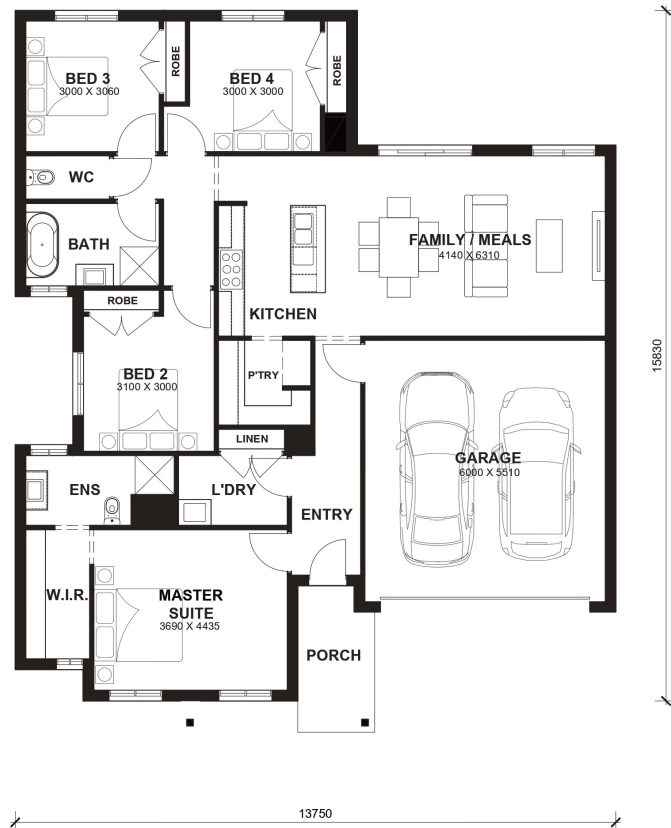 BED 3
3000 X 3060
ROBE
BED 4
3000 X 3000
ROBE
WC
BATH
FAMILY / MEALS
4140 X 6310
KITCHEN
ROBE
BED 2
3100 X 3000
P'TRY
15830
LINEN
GARAGE
6000 X 5510
ENS
L'DRY
ENTRY
W.I.R.
MASTER
SUITE
3690 X 4435
PORCH
13750